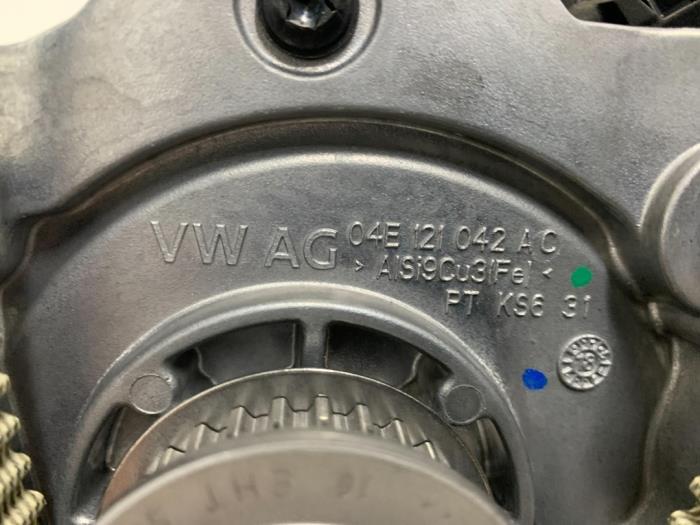 VW AG 04E 121 042 AC
> AlSi9Cu3(Fe) <
PT KS6 31